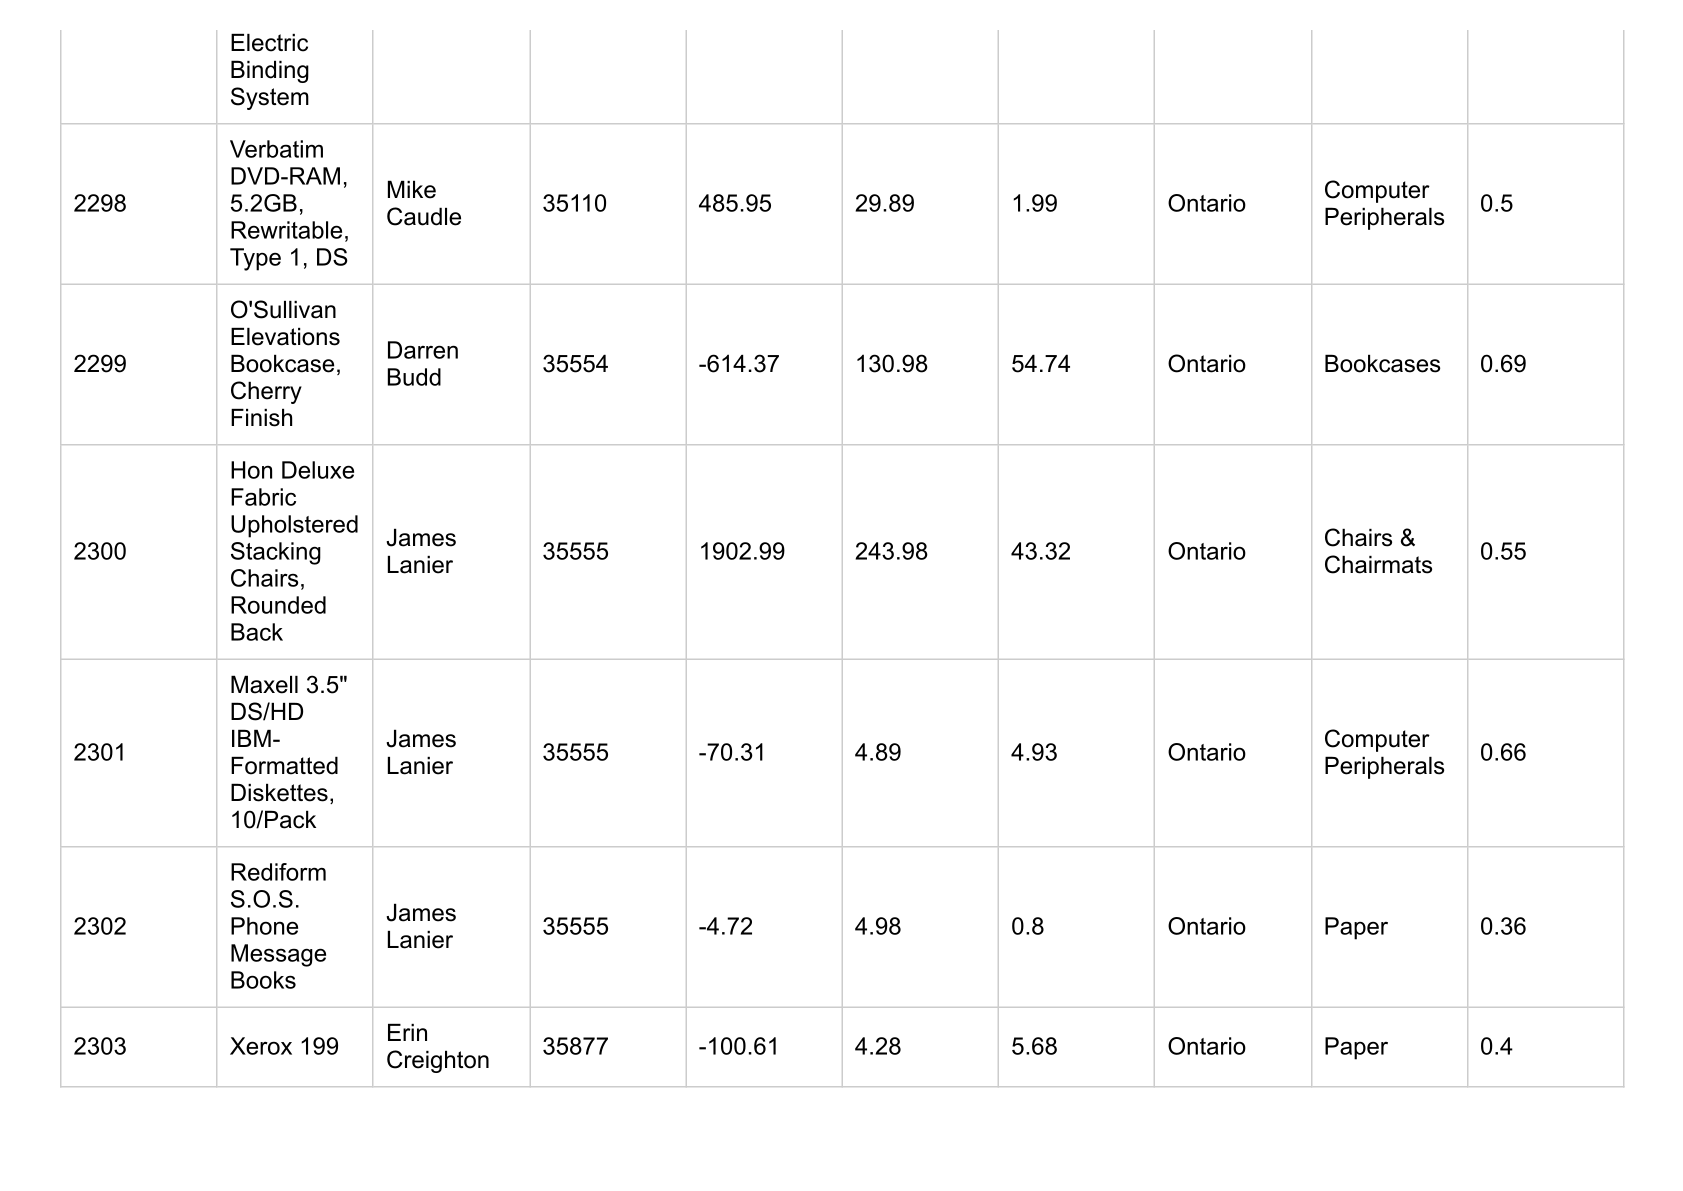 Electric
Binding
System
2298
Verbatim
DVD-RAM,
5.2GB,
Rewritable,
Type 1, DS
Mike
Caudle
35110
485.95
29.89
1.99
Ontario
Computer
Peripherals
0.5
2299
O'Sullivan
Elevations
Bookcase,
Cherry
Finish
Darren
Budd
35554
-614.37
130.98
54.74
Ontario
Bookcases
0.69
2300
Hon Deluxe
Fabric
Upholstered
Stacking
Chairs,
Rounded
Back
James
Lanier
35555
1902.99
243.98
43.32
Ontario
Chairs &
Chairmats
0.55
2301
Maxell 3.5"
DS/HD
IBM-
Formatted
Diskettes,
10/Pack
James
Lanier
35555
-70.31
4.89
4.93
Ontario
Computer
Peripherals
0.66
2302
Rediform
S.O.S.
Phone
Message
Books
James
Lanier
35555
-4.72
4.98
0.8
Ontario
Paper
0.36
2303
Xerox 199
Erin
Creighton
35877
-100.61
4.28
5.68
Ontario
Paper
0.4